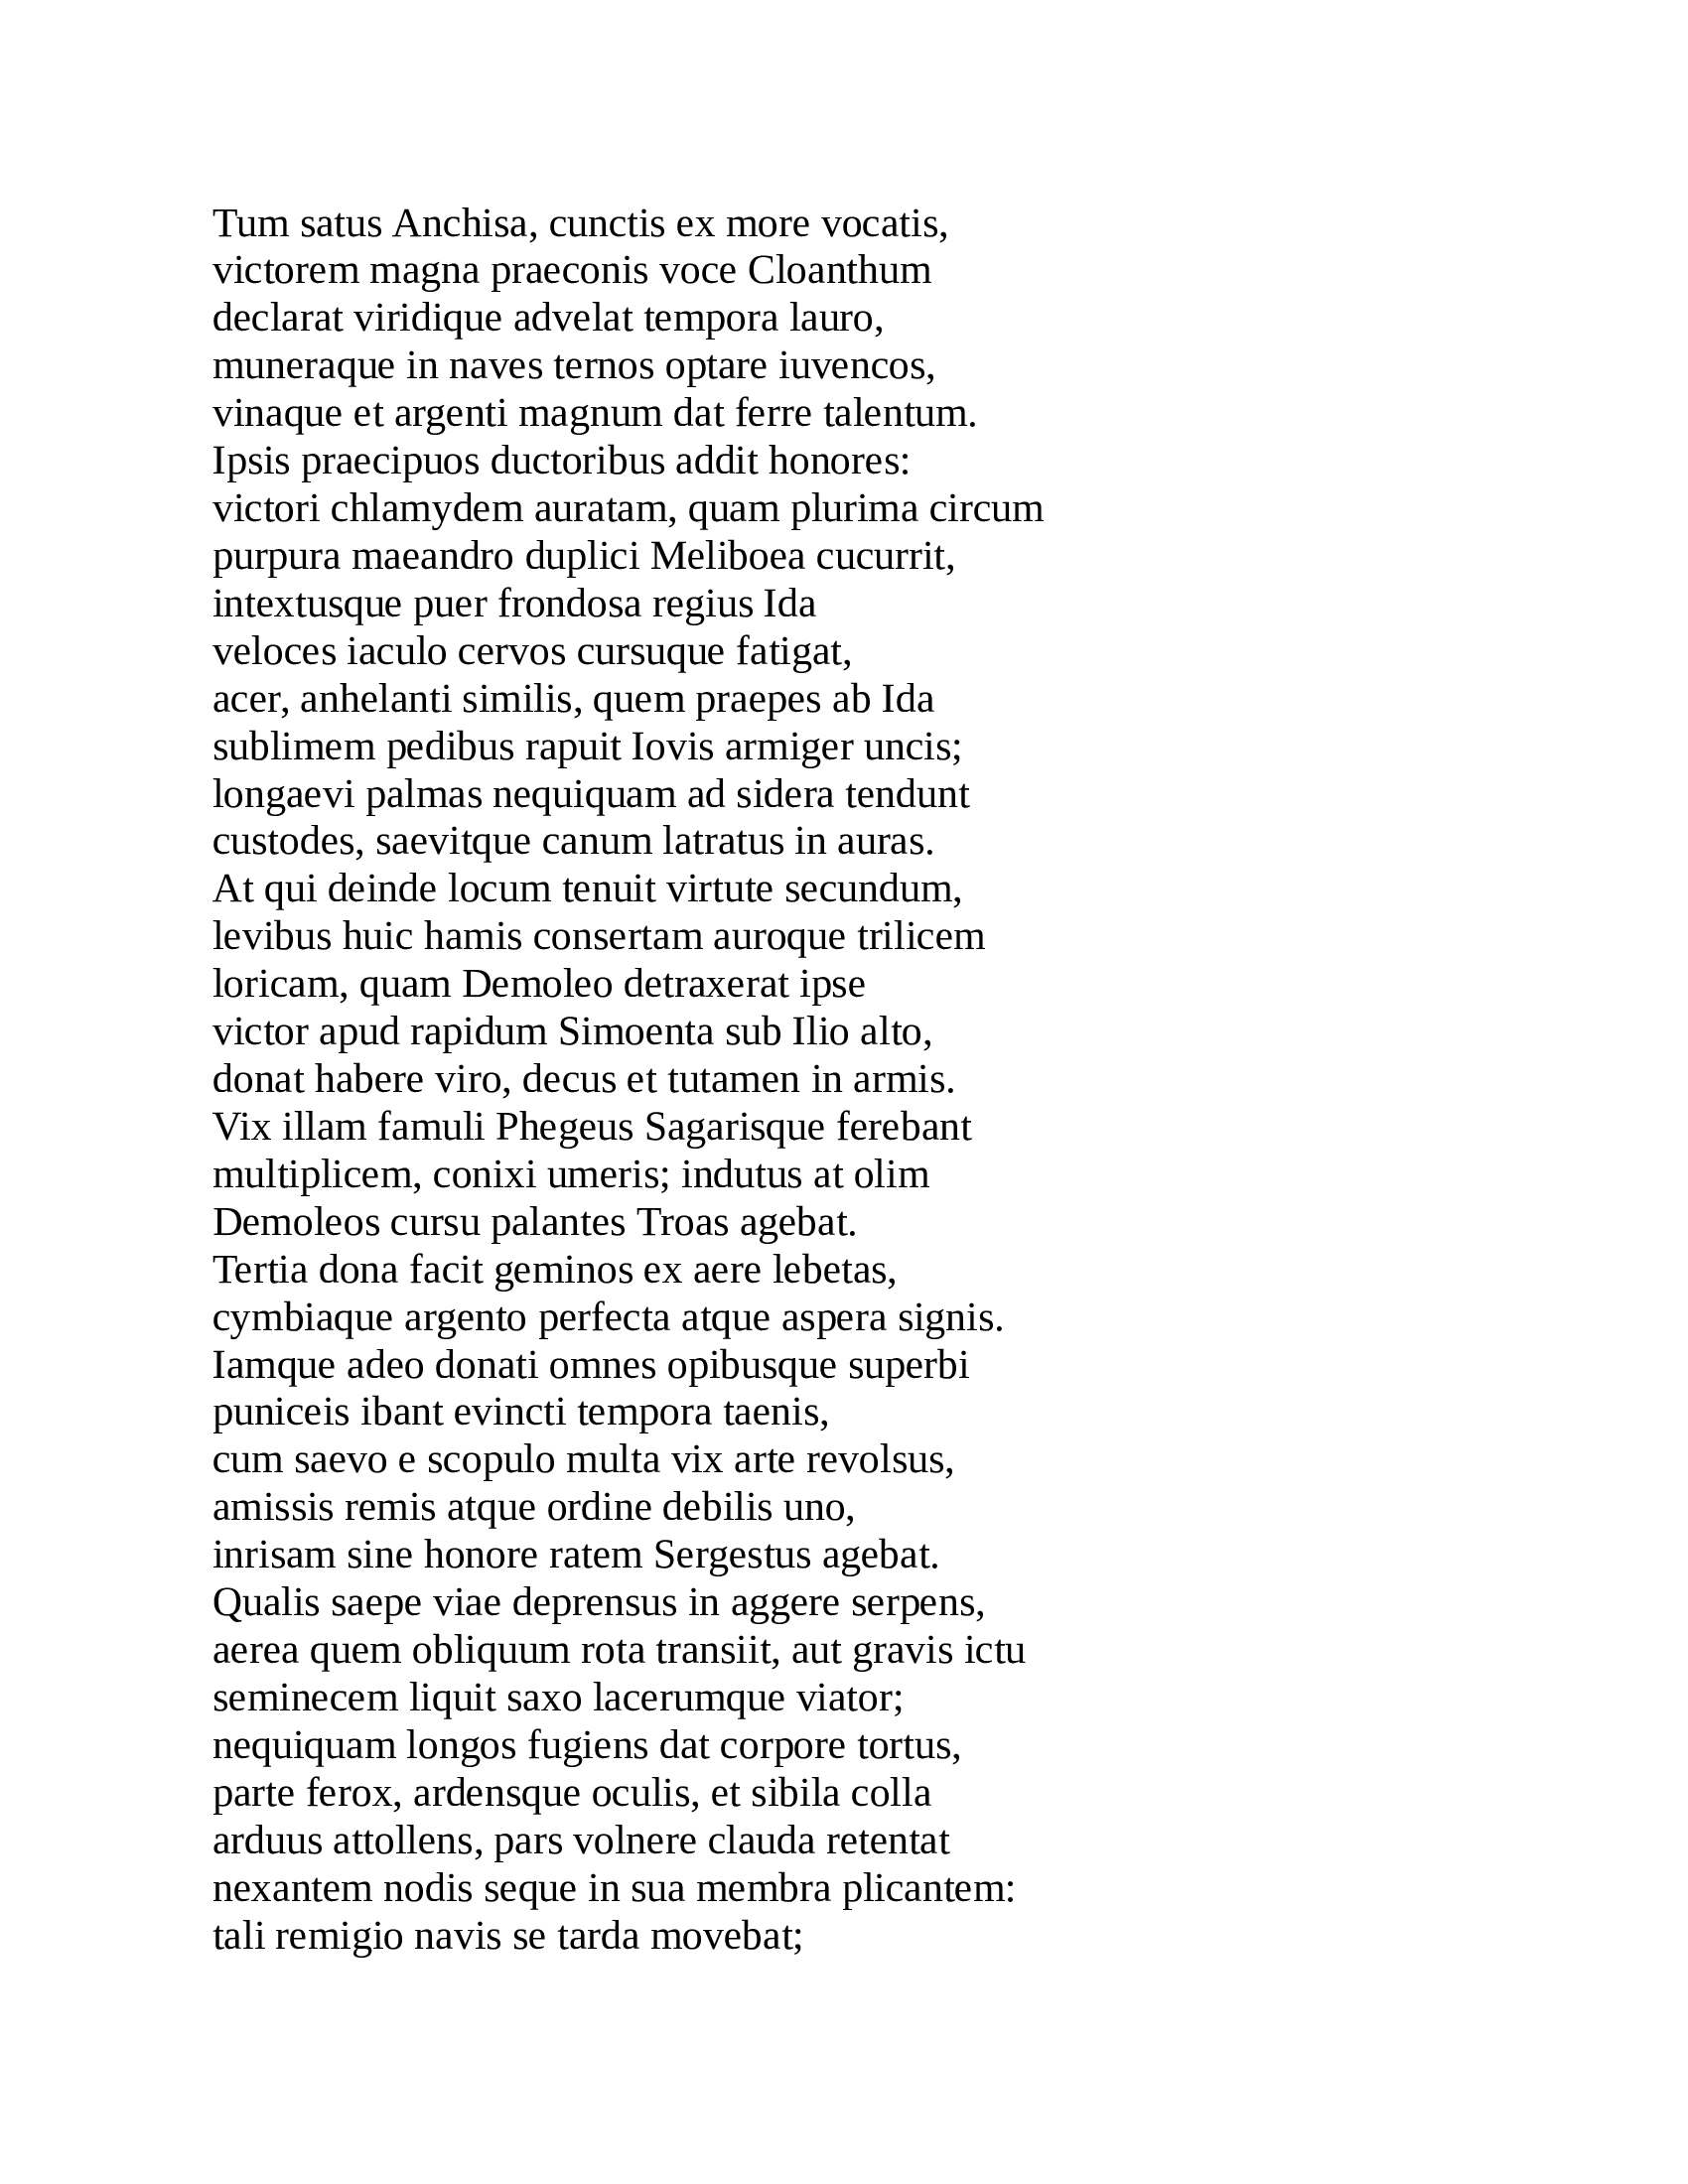 Tum satus Anchisa, cunctis ex more vocatis,
victorem magna praeconis voce Cloanthum
declarat viridique advelat tempora lauro,
muneraque in naves ternos optare iuvencos,
vinaque et argenti magnum dat ferre talentum.
Ipsis praecipuos ductoribus addit honores:
victori chlamydem auratam, quam plurima circum
purpura maeandro duplici Meliboea cucurrit,
intextusque puer frondosa regius Ida
veloces iaculo cervos cursuque fatigat,
acer, anhelanti similis, quem praepes ab Ida
sublimem pedibus rapuit Iovis armiger uncis;
longaevi palmas nequiquam ad sidera tendunt
custodes, saevitque canum latratus in auras.
At qui deinde locum tenuit virtute secundum,
levibus huic hamis consertam auroque trilicem
loricam, quam Demoleo detraxerat ipse
victor apud rapidum Simoenta sub Ilio alto,
donat habere viro, decus et tutamen in armis.
Vix illam famuli Phegeus Sagarisque ferebant
multiplicem, conixi umeris; indutus at olim
Demoleos cursu palantes Troas agebat.
Tertia dona facit geminos ex aere lebetas,
cymbiaque argento perfecta atque aspera signis.
Iamque adeo donati omnes opibusque superbi
puniceis ibant evincti tempora taenis,
cum saevo e scopulo multa vix arte revolsus,
amissis remis atque ordine debilis uno,
inrisam sine honore ratem Sergestus agebat.
Qualis saepe viae deprensus in aggere serpens,
aerea quem obliquum rota transiit, aut gravis ictu
seminecem liquit saxo lacerumque viator;
nequiquam longos fugiens dat corpore tortus,
parte ferox, ardensque oculis, et sibila colla
arduus attollens, pars volnere clauda retentat
nexantem nodis seque in sua membra plicantem:
tali remigio navis se tarda movebat;